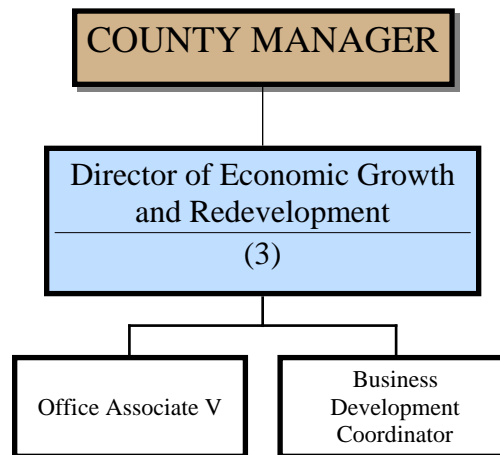 COUNTY MANAGER
Director of Economic Growth
and Redevelopment
(3)
Office Associate V
Business
Development
Coordinator